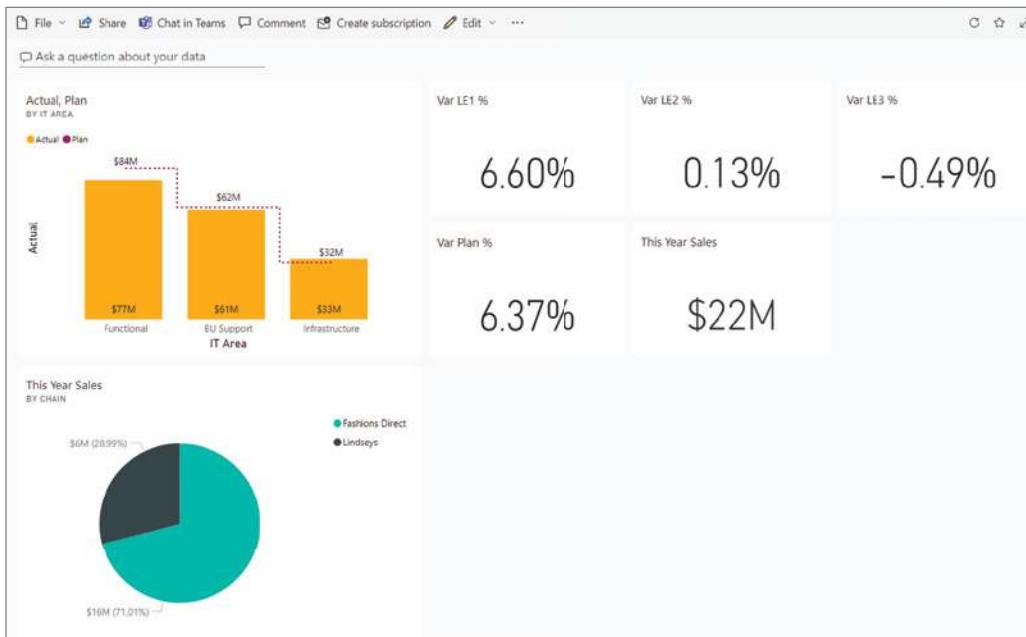 File Share Chat in Teams Comment Create subscription Edit ...
Ask a question about your data
Actual, Plan
BY IT AREA
Actual Plan
$84M
$62M
$32M
Actual
$77M
$61M
$33M
Functional
EU Support
Infrastructure
IT Area
Var LE1 %
6.60%
Var LE2 %
0.13%
Var LE3 %
-0.49%
Var Plan %
6.37%
This Year Sales
$22M
This Year Sales
BY CHAIN
Fashions Direct
Lindseys
$6M (28.99%)
$16M (71.01%)